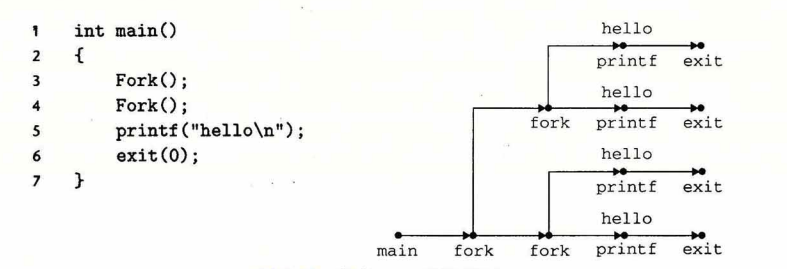 1 int main()
2 {
3 Fork();
4 Fork();
5 printf("hello\n");
6 exit(0);
7 }
hello
printf exit
hello
fork printf exit
hello
printf exit
hello
main fork fork printf exit